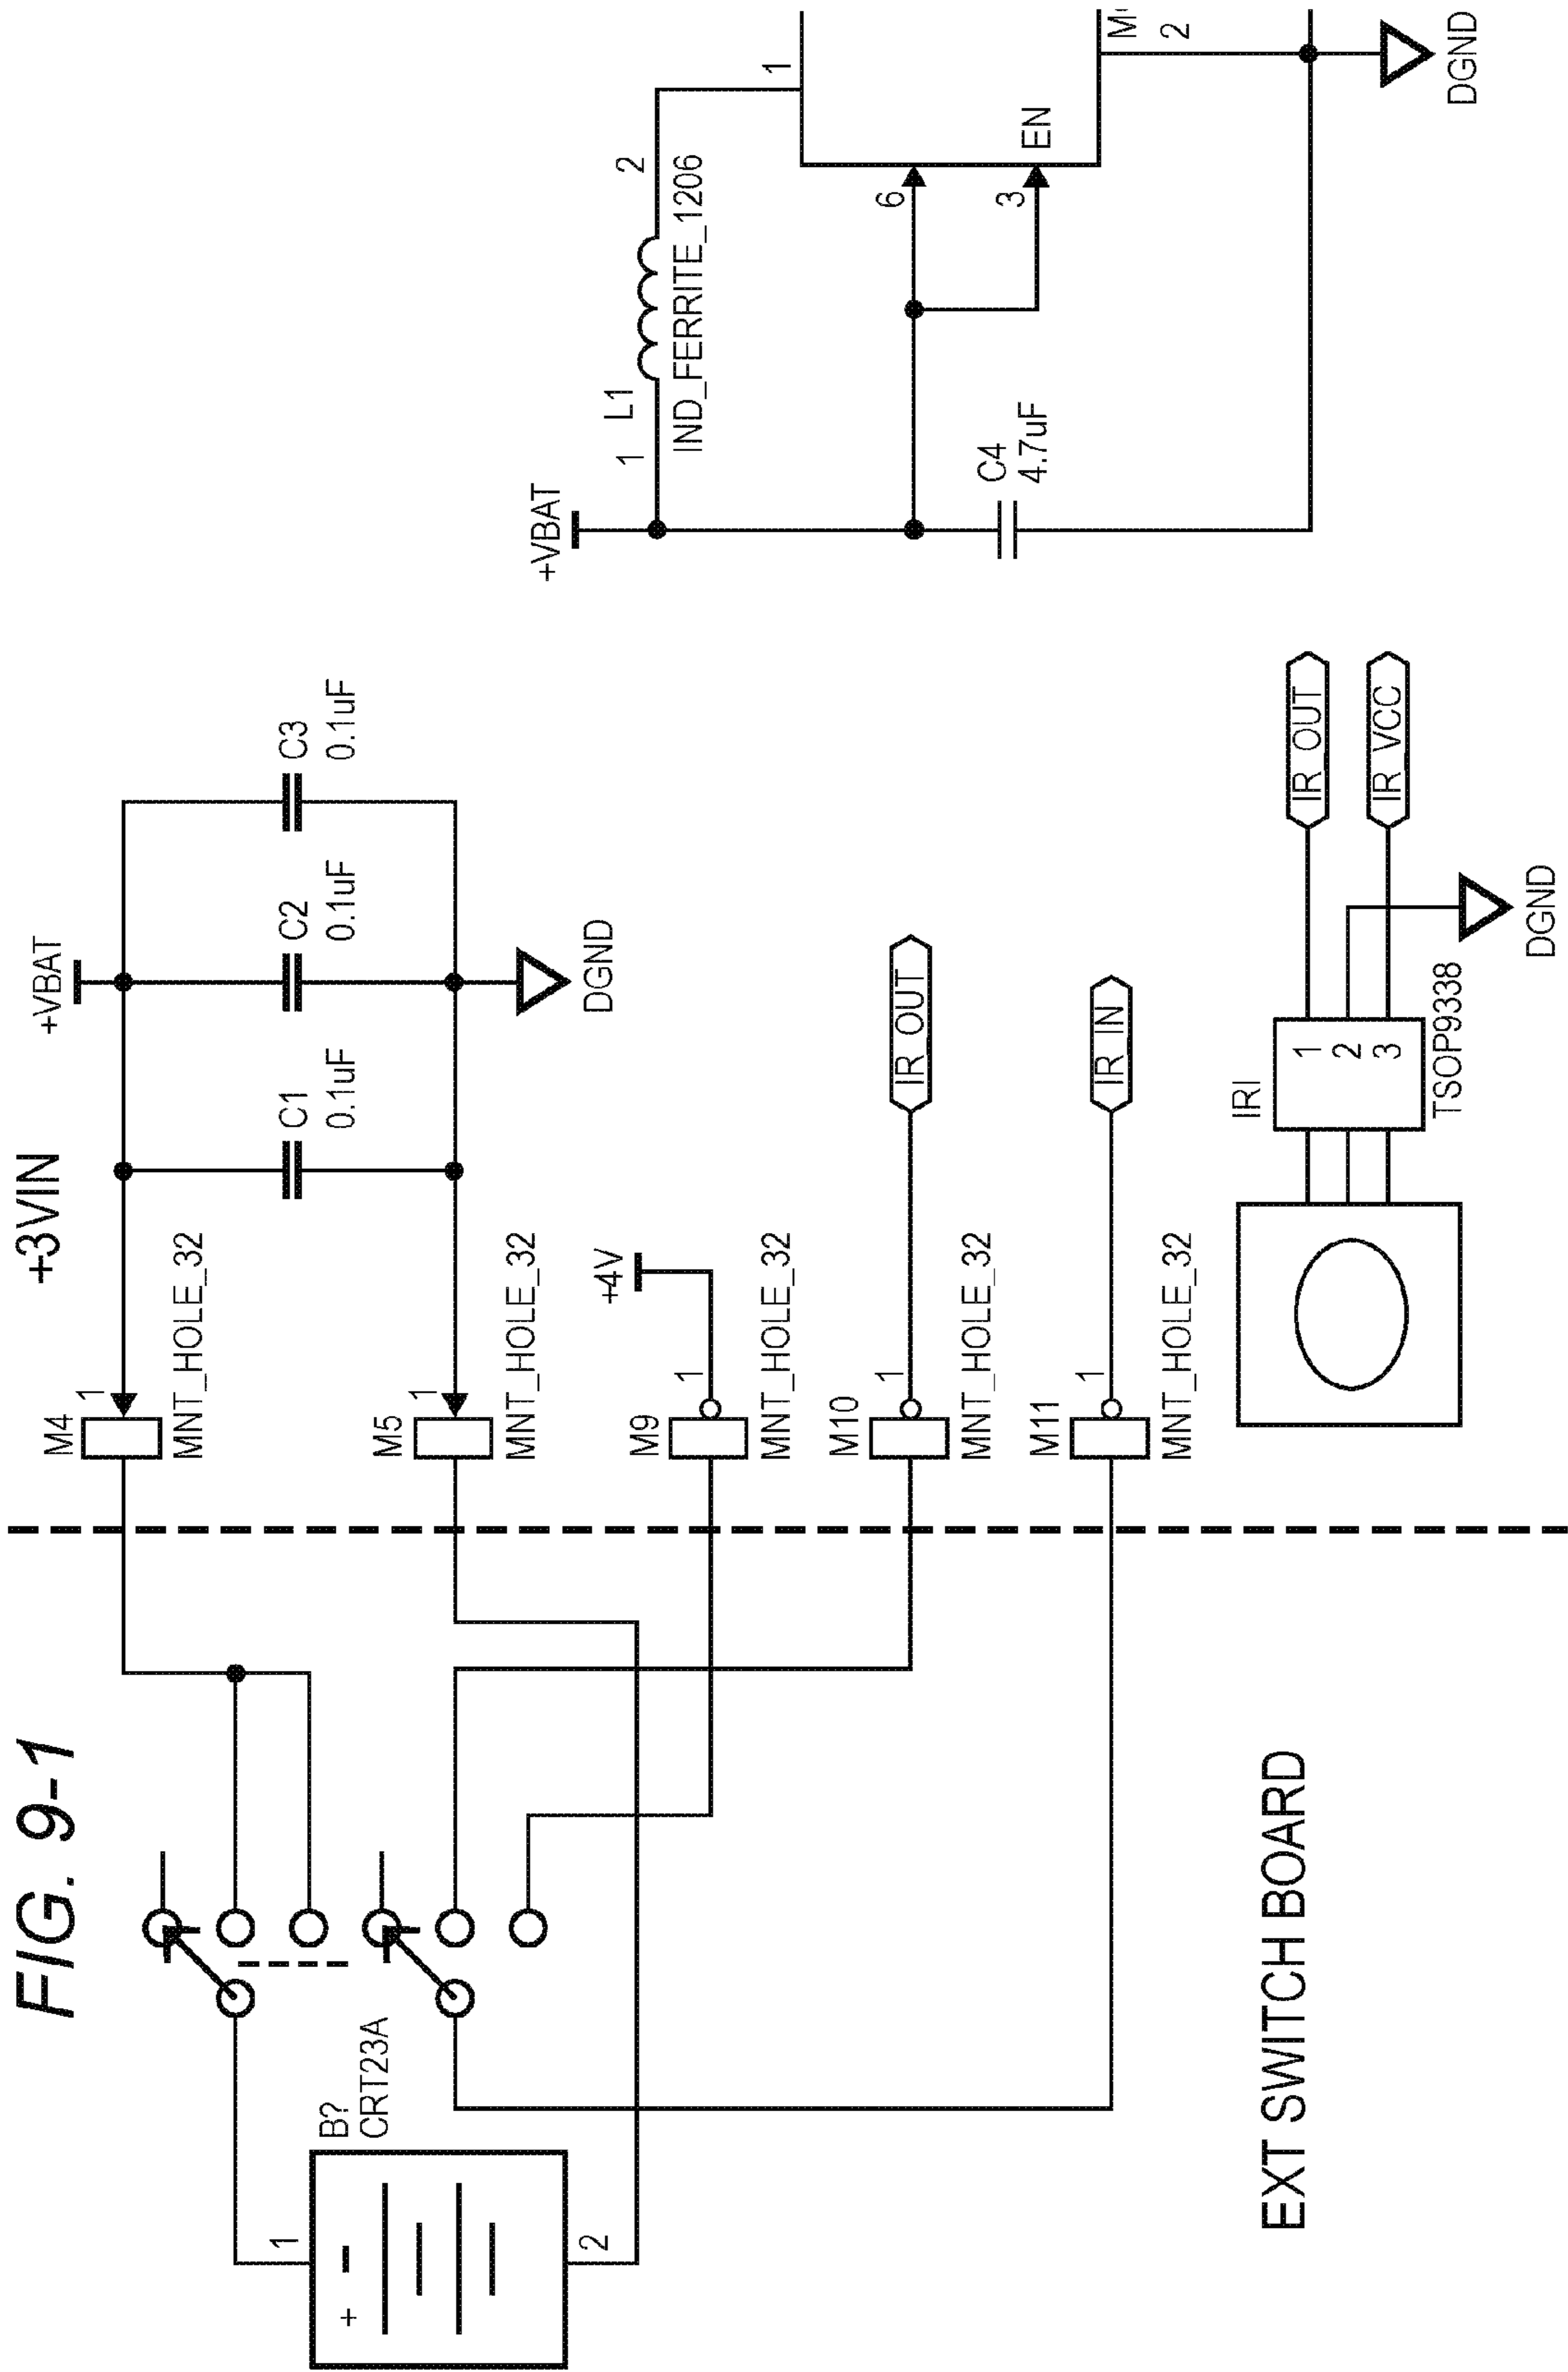 FIG. 9-1
+3VIN
+VBAT
M4
1
MNT_HOLE_32
C1
0.1uF
C2
0.1uF
C3
0.1uF
M5
1
MNT_HOLE_32
DGND
B?
CRT23A
1
+ -
2
M9
1
MNT_HOLE_32
+4V
M10
1
MNT_HOLE_32
IR_OUT
M11
1
MNT_HOLE_32
IR_IN
EXT SWITCH BOARD
IRI
1
2
3
TSOP9338
IR_OUT
IR_VCC
DGND
+VBAT
1
L1
2
IND_FERRITE_1206
1
6
3
EN
C4
4.7uF
2
DGND